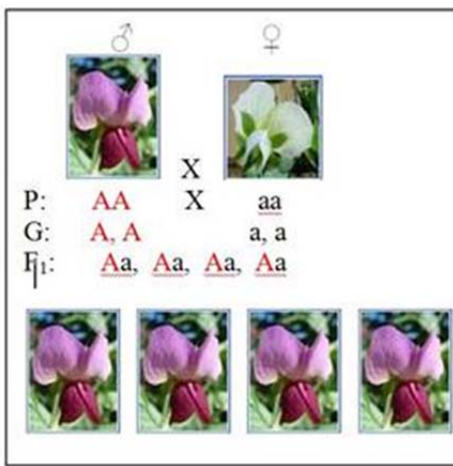 ♂ ♀
X
P: AA X aa
G: A, A a, a
F1: Aa, Aa, Aa, Aa